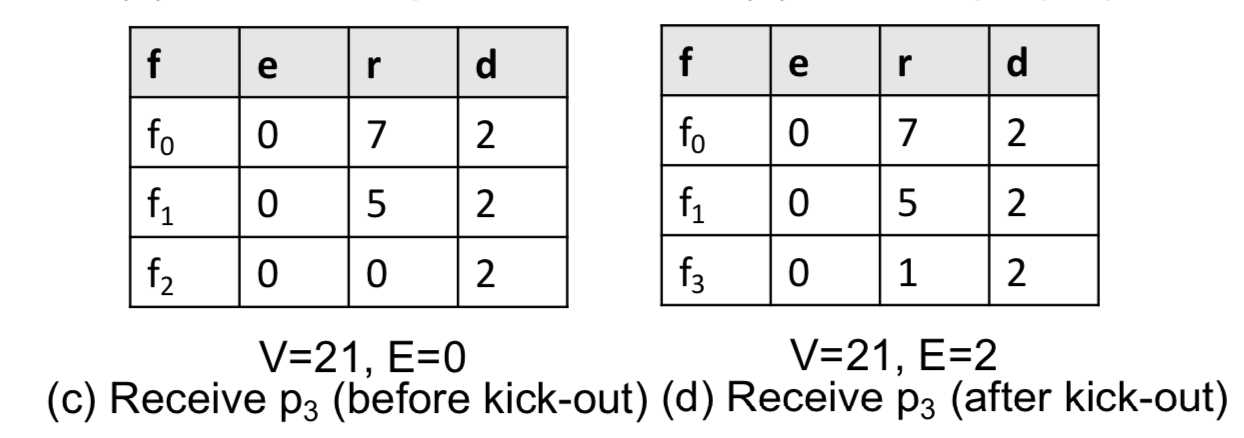 f e r d
f₀ 0 7 2
f₁ 0 5 2
f₂ 0 0 2
V=21, E=0
(c) Receive p₃ (before kick-out)
f e r d
f₀ 0 7 2
f₁ 0 5 2
f₃ 0 1 2
V=21, E=2
(d) Receive p₃ (after kick-out)